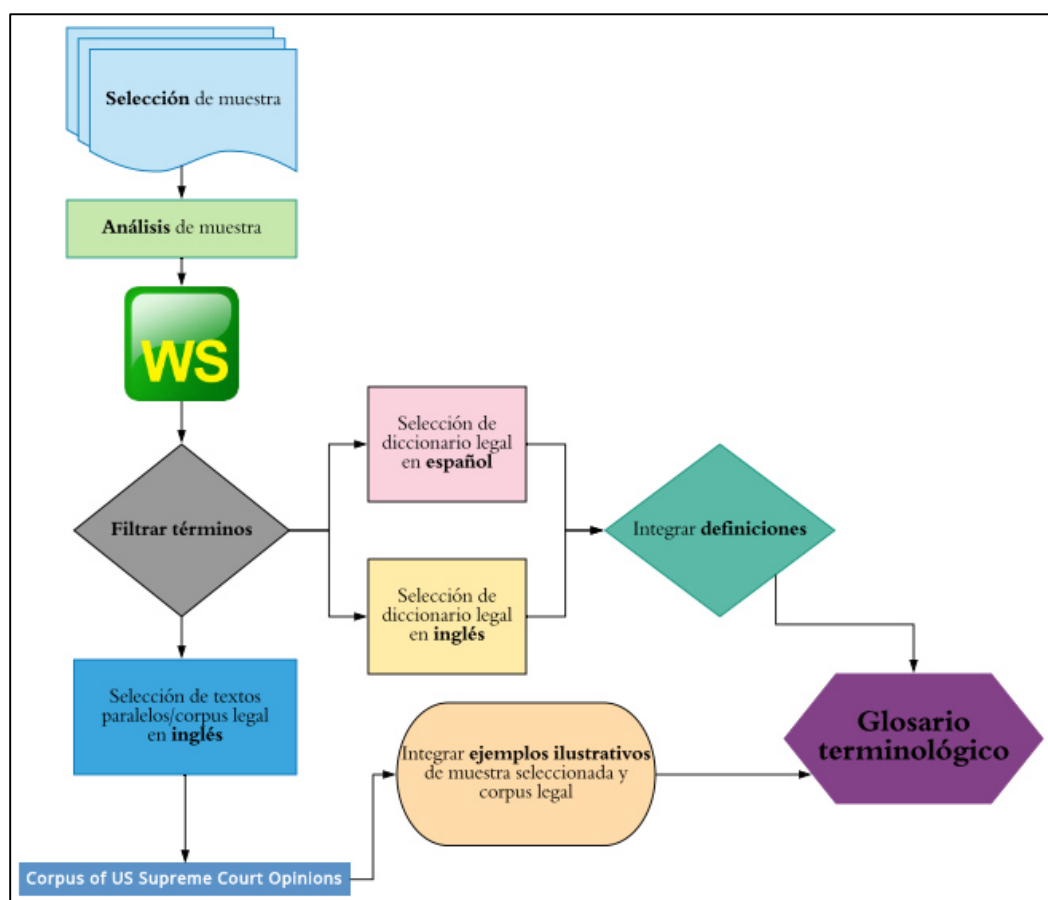 Selección de muestra
Análisis de muestra
WS
Filtrar términos
Selección de
diccionario legal
en español
Selección de
diccionario legal
en inglés
Integrar definiciones
Selección de textos
paralelos/corpus legal
en inglés
Integrar ejemplos ilustrativos
de muestra seleccionada y
corpus legal
Glosario
terminológico
Corpus of US Supreme Court Opinions